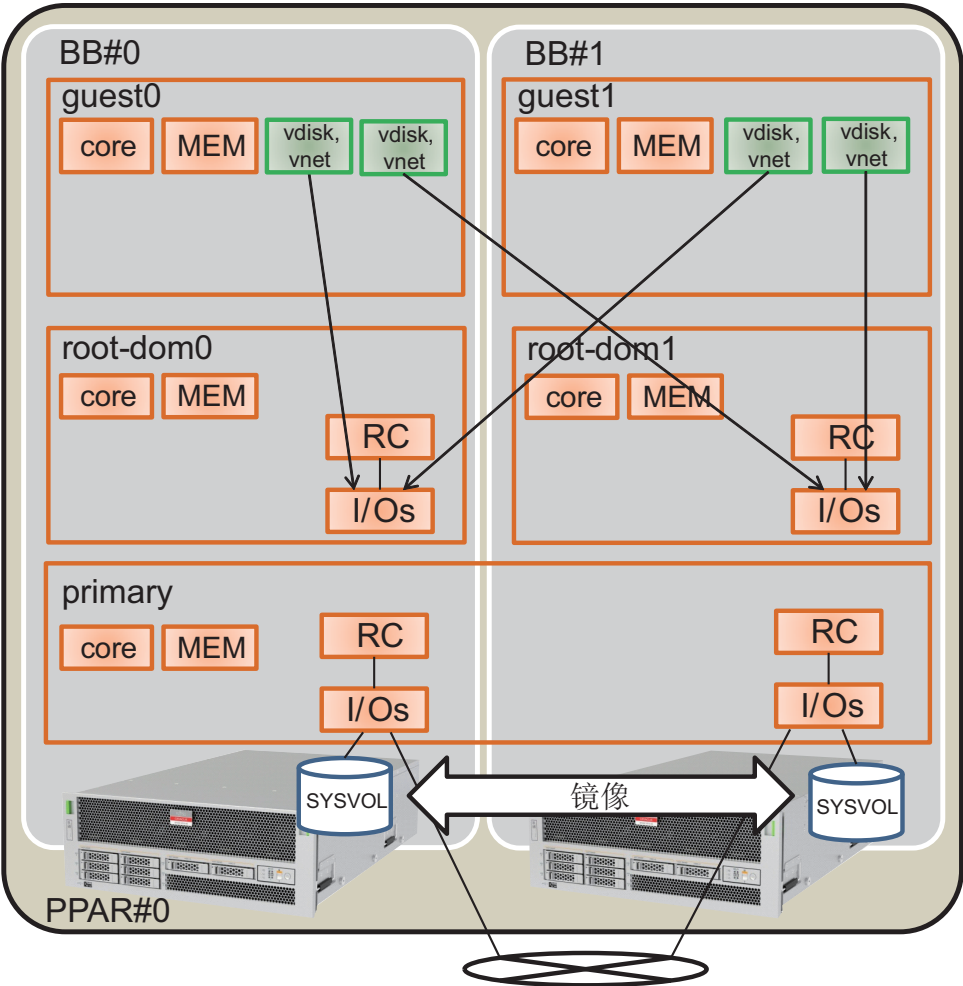 BB#0
BB#1
guest0
guest1
core
MEM
vdisk,
vnet
vdisk,
vnet
core
MEM
vdisk,
vnet
vdisk,
vnet
root-dom0
root-dom1
core
MEM
core
MEM
RC
RC
I/Os
I/Os
primary
core
MEM
RC
RC
I/Os
I/Os
SYSVOL
镜像
SYSVOL
PPAR#0